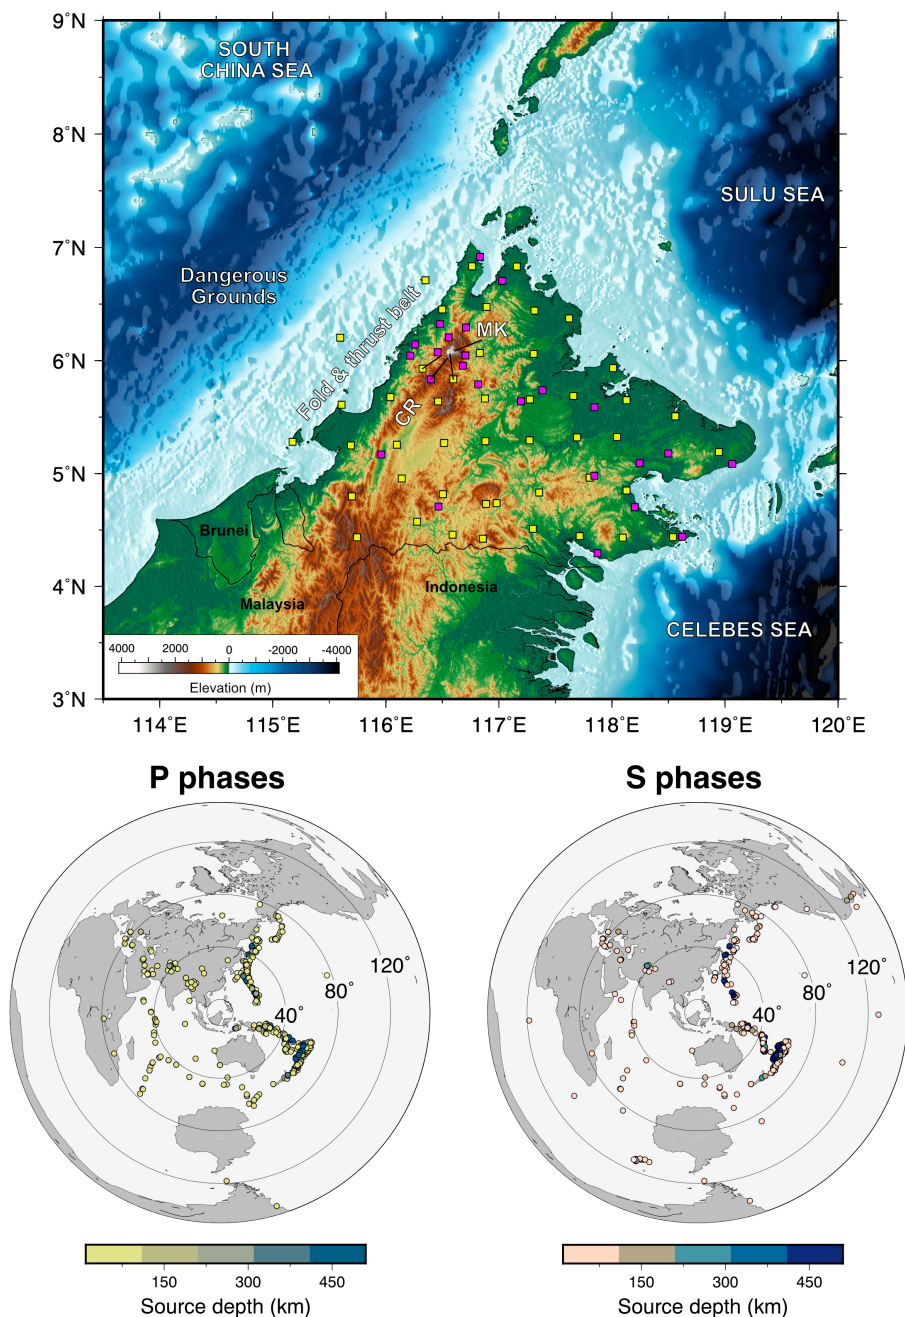 9˚N
8˚N
7˚N
6˚N
5˚N
4˚N
3˚N
SOUTH
CHINA SEA
SULU SEA
Dangerous
Grounds
Fold & thrust belt
MK
CR
Brunei
Malaysia
Indonesia
CELEBES SEA
4000 2000 0 -2000 -4000
Elevation (m)
114˚E 115˚E 116˚E 117˚E 118˚E 119˚E 120˚E
P phases
40˚
80˚
120˚
150 300 450
Source depth (km)
S phases
40˚
80˚
120˚
150 300 450
Source depth (km)